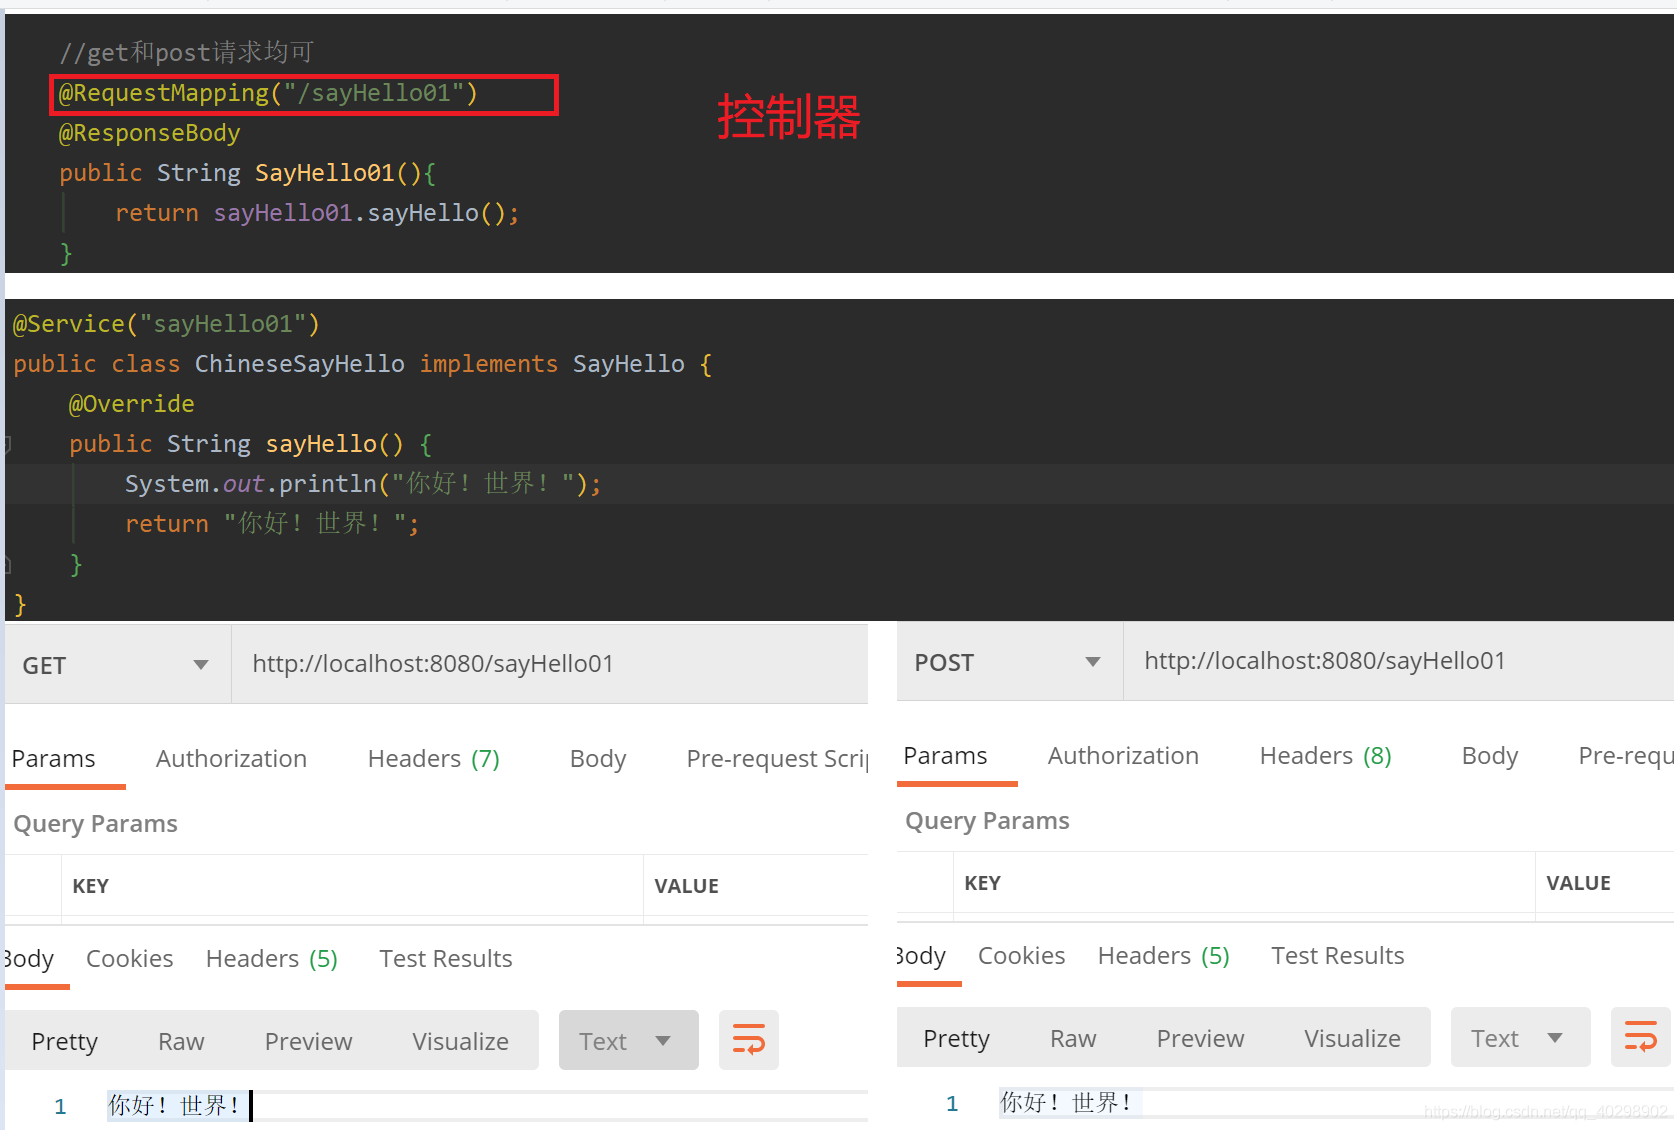 //get和post请求均可
@RequestMapping("/sayHello01")
控制器
@ResponseBody
public String SayHello01(){
return sayHello01.sayHello();
}
@Service("sayHello01")
public class ChineseSayHello implements SayHello {
@Override
public String sayHello() {
System.out.println("你好！世界！");
return "你好！世界！";
}
}
GET http://localhost:8080/sayHello01
Params Authorization Headers (7) Body Pre-request Scrip
Query Params
KEY VALUE
Body Cookies Headers (5) Test Results
Pretty Raw Preview Visualize Text
1 你好！世界！
POST http://localhost:8080/sayHello01
Params Authorization Headers (8) Body Pre-requ
Query Params
KEY VALUE
Body Cookies Headers (5) Test Results
Pretty Raw Preview Visualize Text
1 你好！世界！
https://blog.csdn.net/qq_40298902